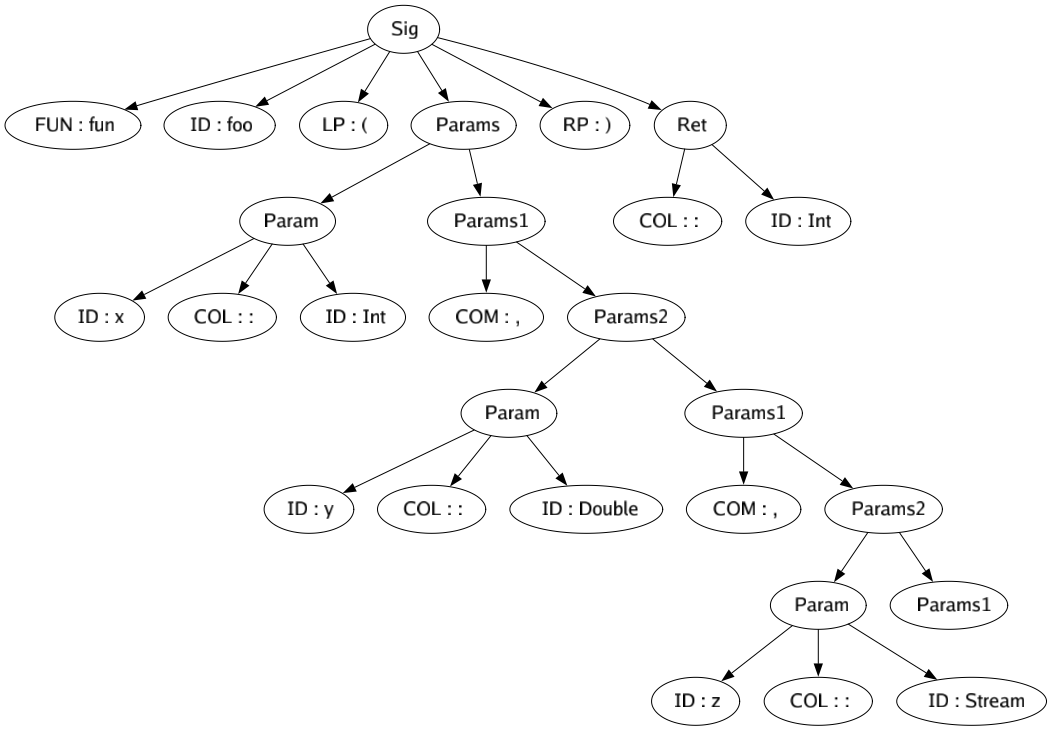 Sig
FUN : fun ID : foo LP : ( Params RP : ) Ret
Param Params1 COL : : ID : Int
ID : x COL : : ID : Int COM : , Params2
Param Params1
ID : y COL : : ID : Double COM : , Params2
Param Params1
ID : z COL : : ID : Stream